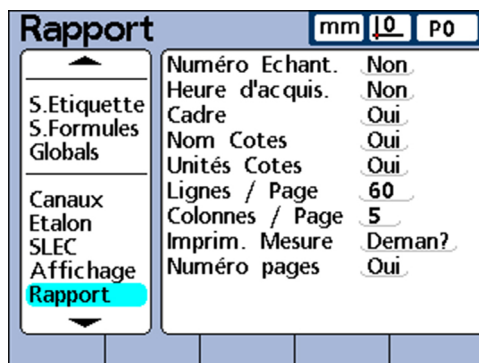 Rapport
mm 0 P0
S.Etiquette
S.Formules
Globals
Canaux
Etalon
SLEC
Affichage
Rapport
Numéro Echant. Non
Heure d'acquis. Non
Cadre Oui
Nom Cotes Oui
Unités Cotes Oui
Lignes / Page 60
Colonnes / Page 5
Imprim. Mesure Deman?
Numéro pages Oui